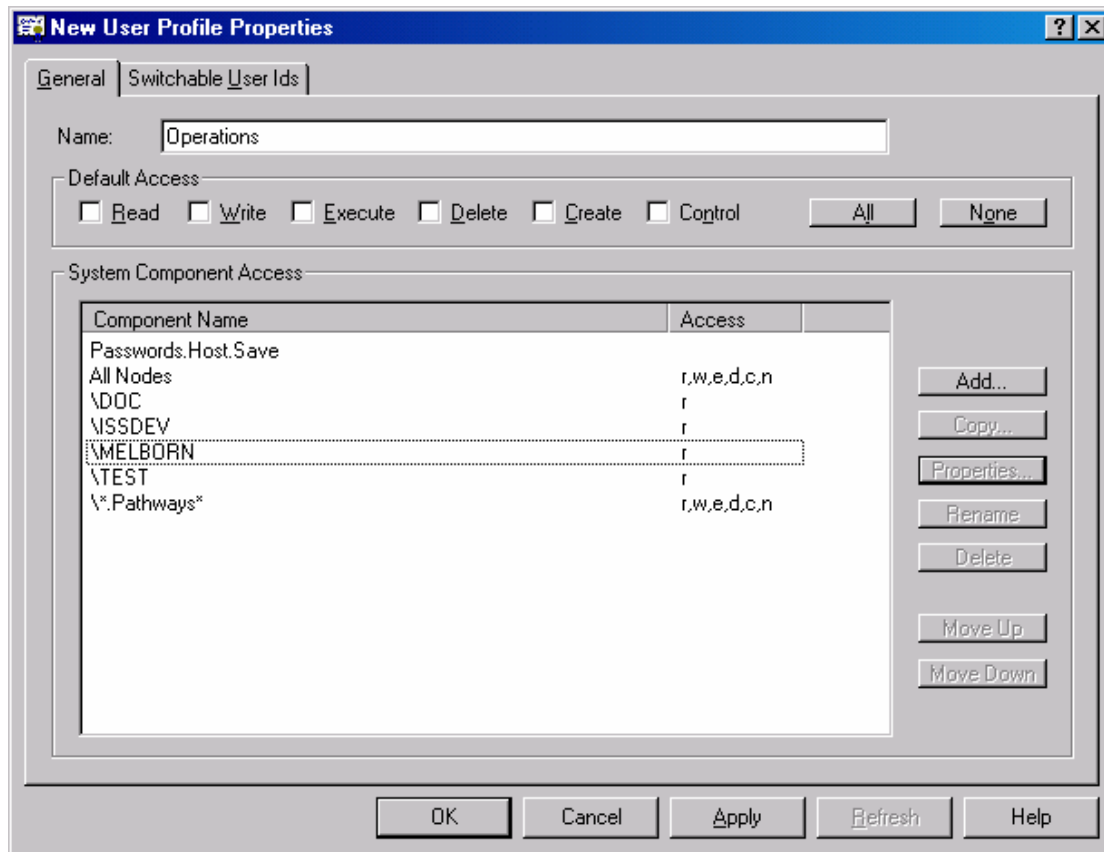 New User Profile Properties
General Switchable User Ids
Name: Operations
Default Access
Read Write Execute Delete Create Control All None
System Component Access
Component Name Access
Passwords.Host.Save
All Nodes r,w,e,d,c,n
Add...
\DOC r
\ISSDEV r
Copy...
\MELBORN r
Properties...
\TEST r
\*.Pathways* r,w,e,d,c,n
Rename
Delete
Move Up
Move Down
OK Cancel Apply Refresh Help